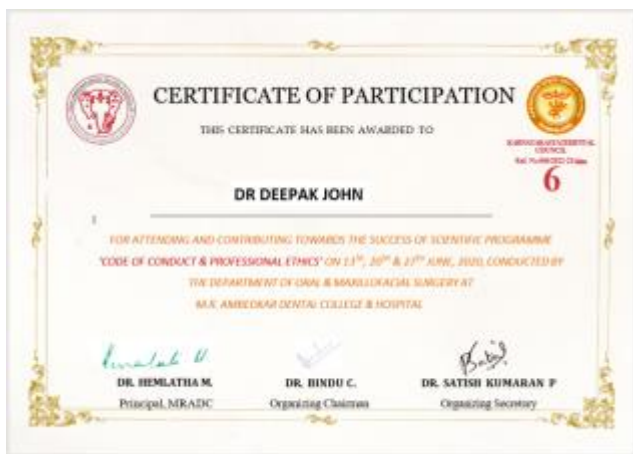 CERTIFICATE OF PARTICIPATION
THIS CERTIFICATE HAS BEEN AWARDED TO
COUNCIL
6
DR DEEPAK JOHN
FOR ATTENDING AND CONTRIBUTING TOWARDS THE SUCCESS OF SCIENTIFIC PROGRAMME
"CODE OF CONDUCT & PROFESSIONAL ETHICS" ON 13TH, 20TH & 27TH JUNE, 2020, CONDUCTED BY
THE DEPARTMENT OF ORAL & MAXILLOFACIAL SURGERY AT
M.R. AMBEDKAR DENTAL COLLEGE & HOSPITAL
DR. HEMLATHA M.
DR. BINDU C.
DR. SATISH KUMARAN P
Principal, MRADC
Organizing Chairman
Organizing Secretary